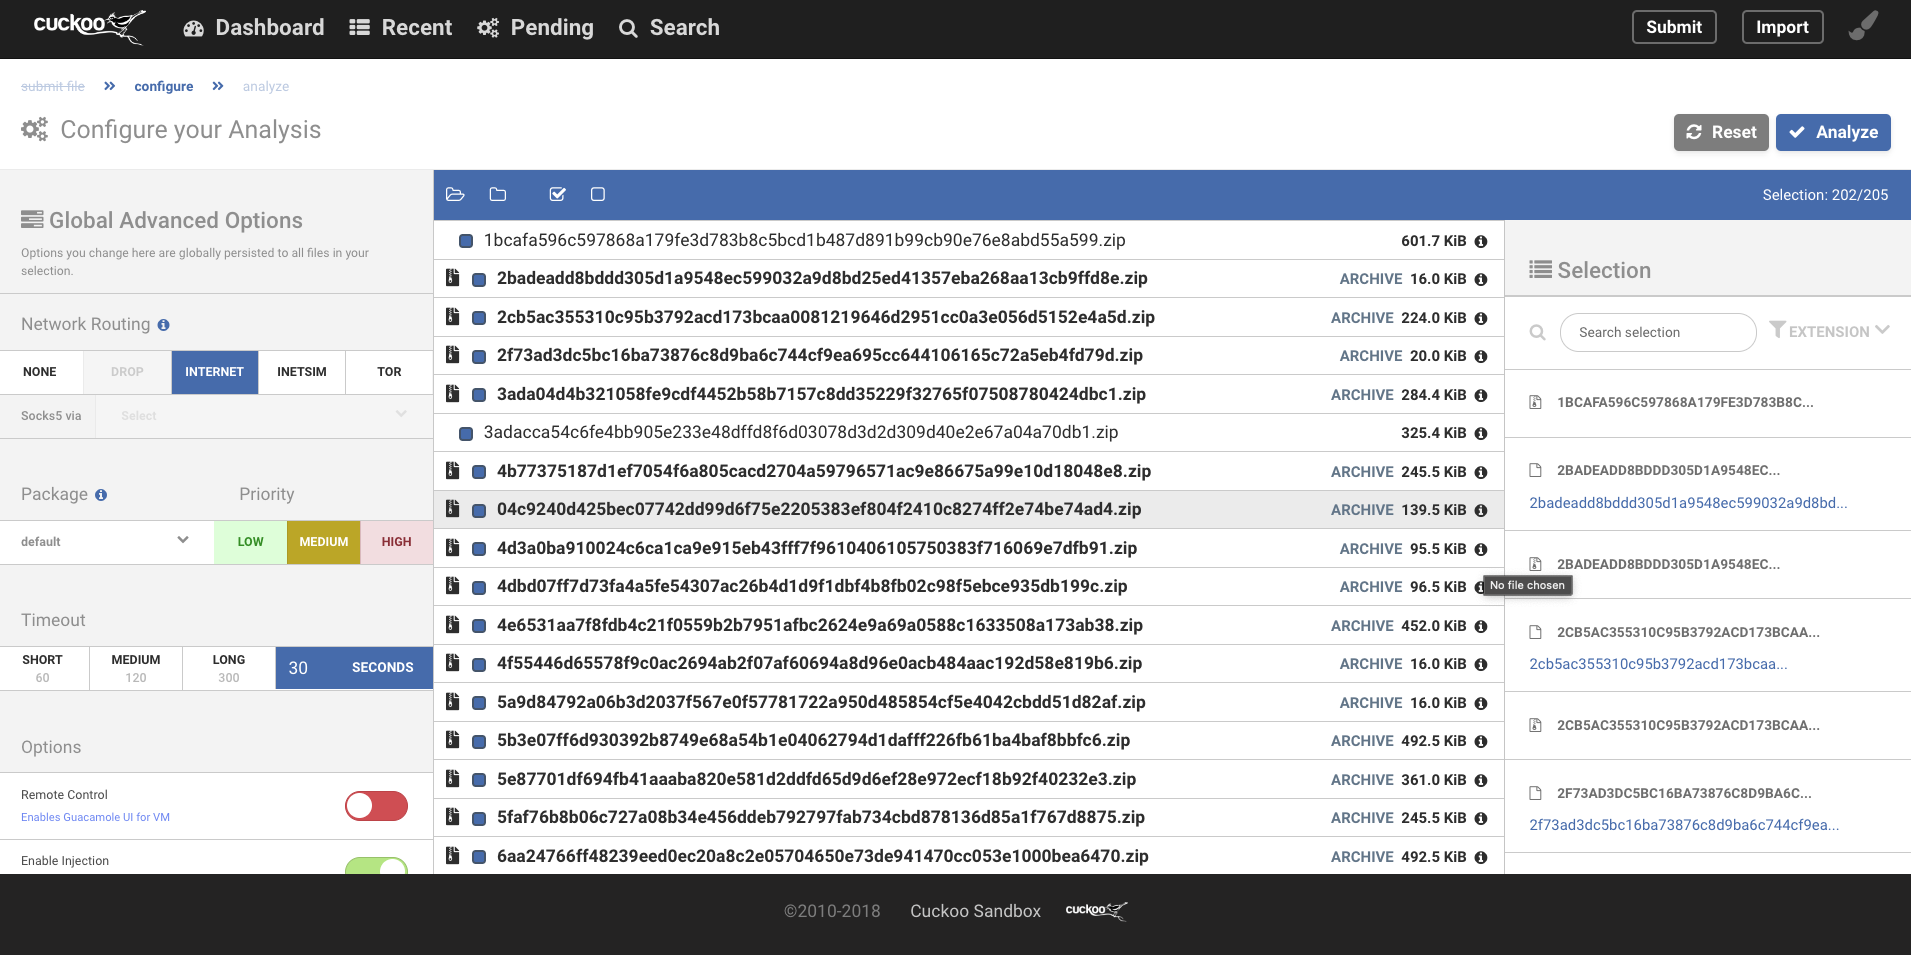 cuckoo Dashboard Recent Pending Search Submit Import
submit file » configure » analyze
Configure your Analysis
Reset Analyze
Global Advanced Options
Options you change here are globally persisted to all files in your
selection.
Network Routing
NONE DROP INTERNET INETSIM TOR
Socks5 via Select
Package Priority
default LOW MEDIUM HIGH
Timeout
SHORT MEDIUM LONG 30 SECONDS
60 120 300
Options
Remote Control
Enables Guacamole UI for VM
Enable Injection
Selection: 202/205
1bcafa596c597868a179fe3d783b8c5bcd1b487d891b99cb90e76e8abd55a599.zip 601.7 KiB
2badeadd8bddd305d1a9548ec599032a9d8bd25ed41357eba268aa13cb9ffd8e.zip ARCHIVE 16.0 KiB
2cb5ac355310c95b3792acd173bcaa0081219646d2951cc0a3e056d5152e4a5d.zip ARCHIVE 224.0 KiB
2f73ad3dc5bc16ba73876c8d9ba6c744cf9ea695cc644106165c72a5eb4fd79d.zip ARCHIVE 20.0 KiB
3ada04d4b321058fe9cdf4452b58b7157c8dd35229f32765f07508780424dbc1.zip ARCHIVE 284.4 KiB
3adacca54c6fe4bb905e233e48dffd8f6d03078d3d2d309d40e2e67a04a70db1.zip 325.4 KiB
4b77375187d1ef7054f6a805cacd2704a59796571ac9e86675a99e10d18048e8.zip ARCHIVE 245.5 KiB
04c9240d425bec07742dd99d6f75e2205383ef804f2410c8274ff2e74be74ad4.zip ARCHIVE 139.5 KiB
4d3a0ba910024c6ca1ca9e915eb43fff7f9610406105750383f716069e7dfb91.zip ARCHIVE 95.5 KiB
4dbd07ff7d73fa4a5fe54307ac26b4d1d9f1dbf4b8fb02c98f5ebce935db199c.zip ARCHIVE 96.5 KiB
4e6531aa7f8fdb4c21f0559b2b7951afbc2624e9a69a0588c1633508a173ab38.zip ARCHIVE 452.0 KiB
4f55446d65578f9c0ac2694ab2f07af60694a8d96e0acb484aac192d58e819b6.zip ARCHIVE 16.0 KiB
5a9d84792a06b3d2037f567e0f57781722a950d485854cf5e4042cbdd51d82af.zip ARCHIVE 16.0 KiB
5b3e07ff6d930392b8749e68a54b1e04062794d1dafff226fb61ba4baf8bbfc6.zip ARCHIVE 492.5 KiB
5e87701df694fb41aaaba820e581d2ddfd65d9d6ef28e972ecf18b92f40232e3.zip ARCHIVE 361.0 KiB
5faf76b8b06c727a08b34e456ddeb792797fab734cbd878136d85a1f767d8875.zip ARCHIVE 245.5 KiB
6aa24766ff48239eed0ec20a8c2e05704650e73de941470cc053e1000bea6470.zip ARCHIVE 492.5 KiB
Selection
Search selection EXTENSION
1BCAFA596C597868A179FE3D783B8C...
2BADEADD8BDDD305D1A9548EC...
2badeadd8bddd305d1a9548ec599032a9d8bd...
2BADEADD8BDDD305D1A9548EC...
No file chosen
2CB5AC355310C95B3792ACD173BCAA...
2cb5ac355310c95b3792acd173bcaa...
2CB5AC355310C95B3792ACD173BCAA...
2F73AD3DC5BC16BA73876C8D9BA6C...
2f73ad3dc5bc16ba73876c8d9ba6c744cf9ea...
©2010-2018 Cuckoo Sandbox cuckoo